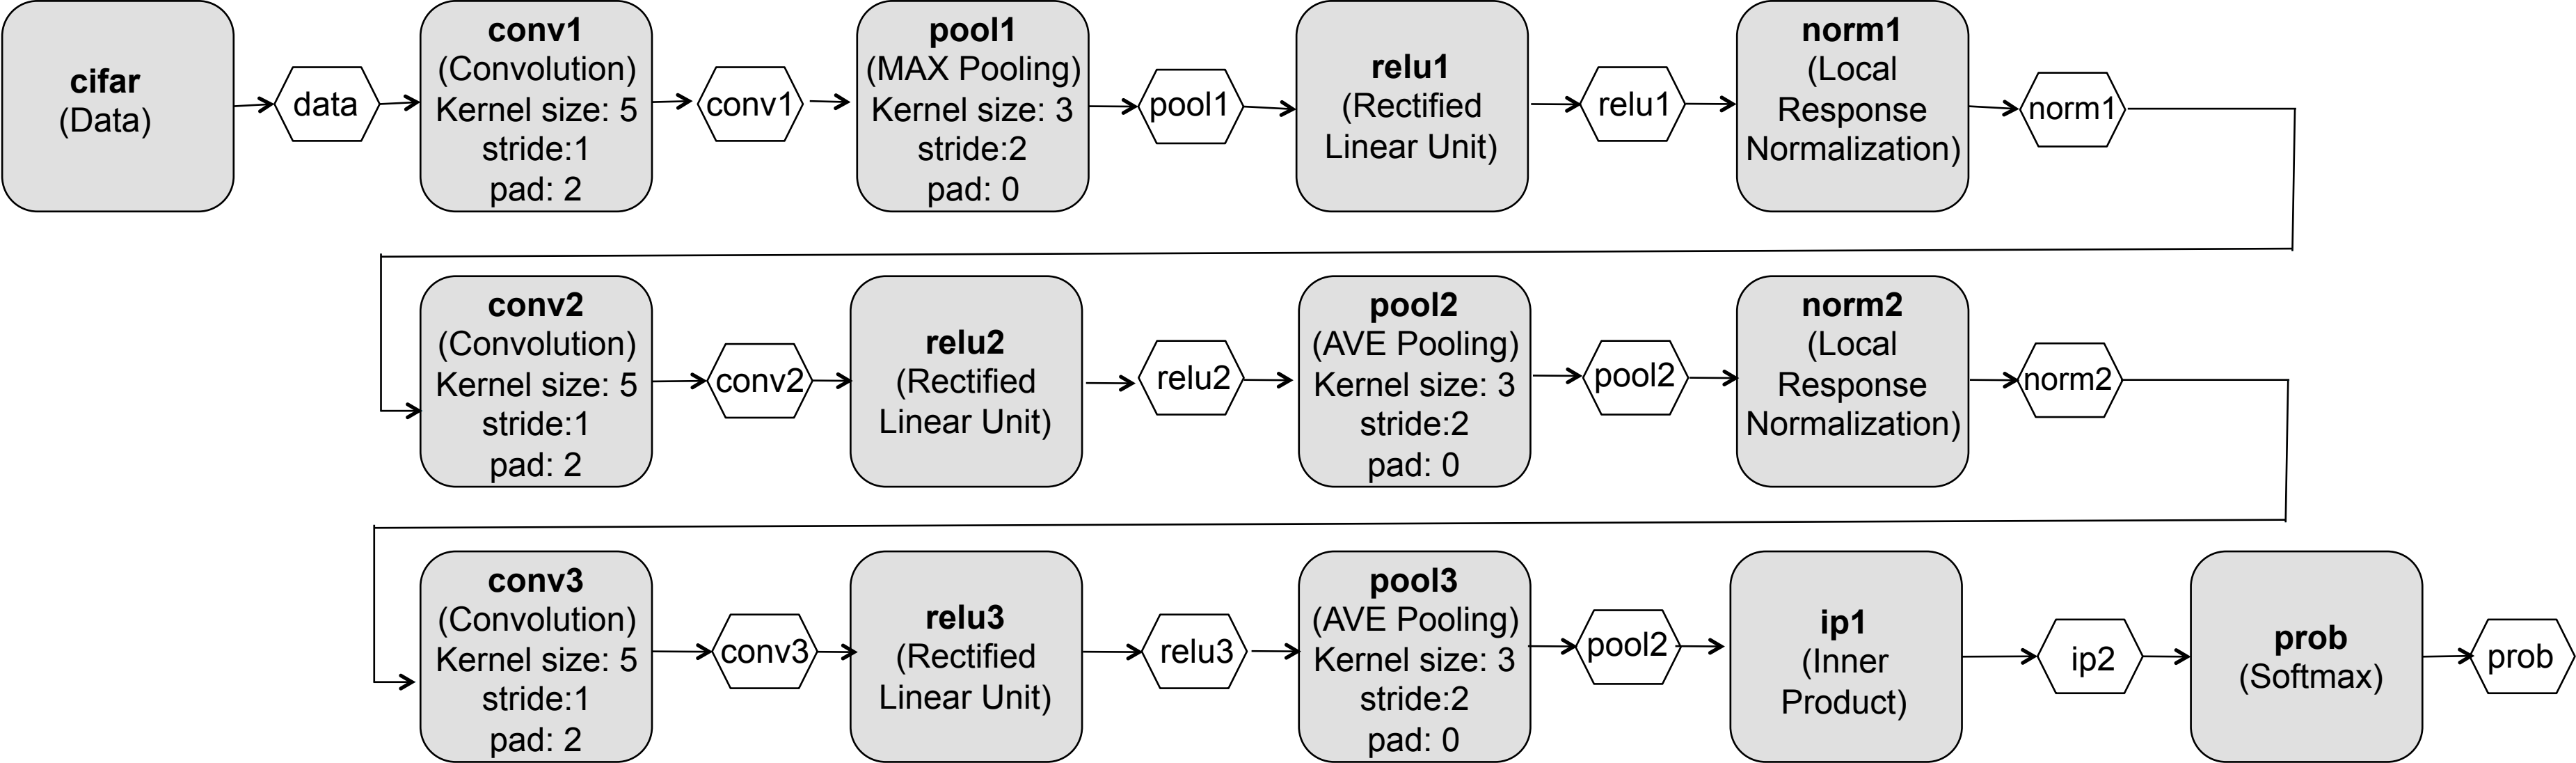 cifar
(Data)
data
conv1
(Convolution)
Kernel size: 5
stride:1
pad: 2
conv1
pool1
(MAX Pooling)
Kernel size: 3
stride:2
pad: 0
pool1
relu1
(Rectified
Linear Unit)
relu1
norm1
(Local
Response
Normalization)
norm1
conv2
(Convolution)
Kernel size: 5
stride:1
pad: 2
conv2
relu2
(Rectified
Linear Unit)
relu2
pool2
(AVE Pooling)
Kernel size: 3
stride:2
pad: 0
pool2
norm2
(Local
Response
Normalization)
norm2
conv3
(Convolution)
Kernel size: 5
stride:1
pad: 2
conv3
relu3
(Rectified
Linear Unit)
relu3
pool3
(AVE Pooling)
Kernel size: 3
stride:2
pad: 0
pool2
ip1
(Inner
Product)
ip2
prob
(Softmax)
prob